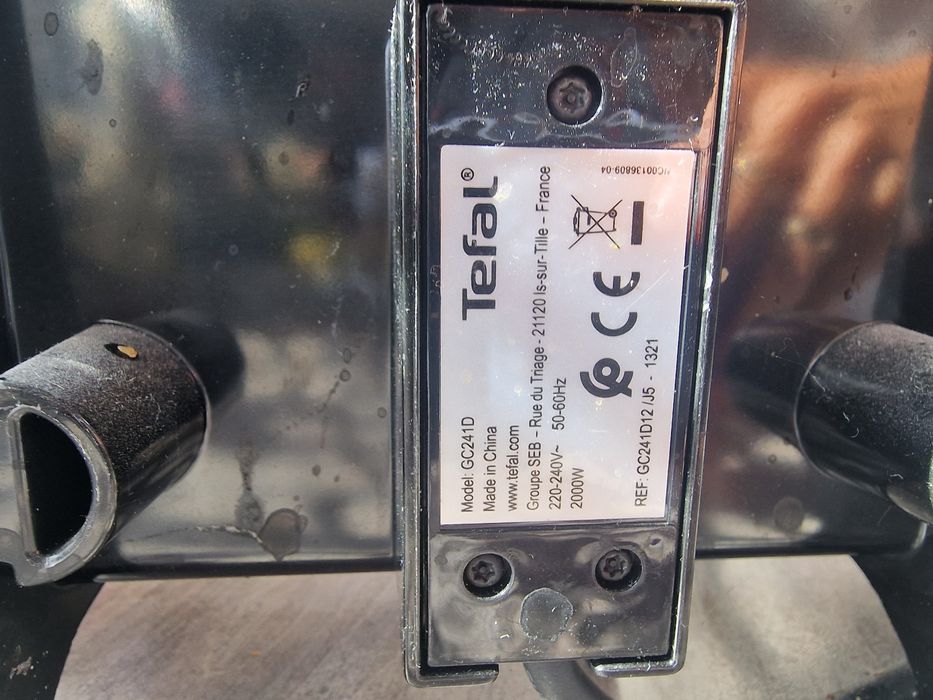 Tefal®
Model: GC241D
Made in China
www.tefal.com
Groupe SEB – Rue du Triage - 21120 Is-sur-Tille – France
220-240V~ 50-60Hz
2000W
CE
REF: GC241D12 /J5 - 1321
NC00136809-04